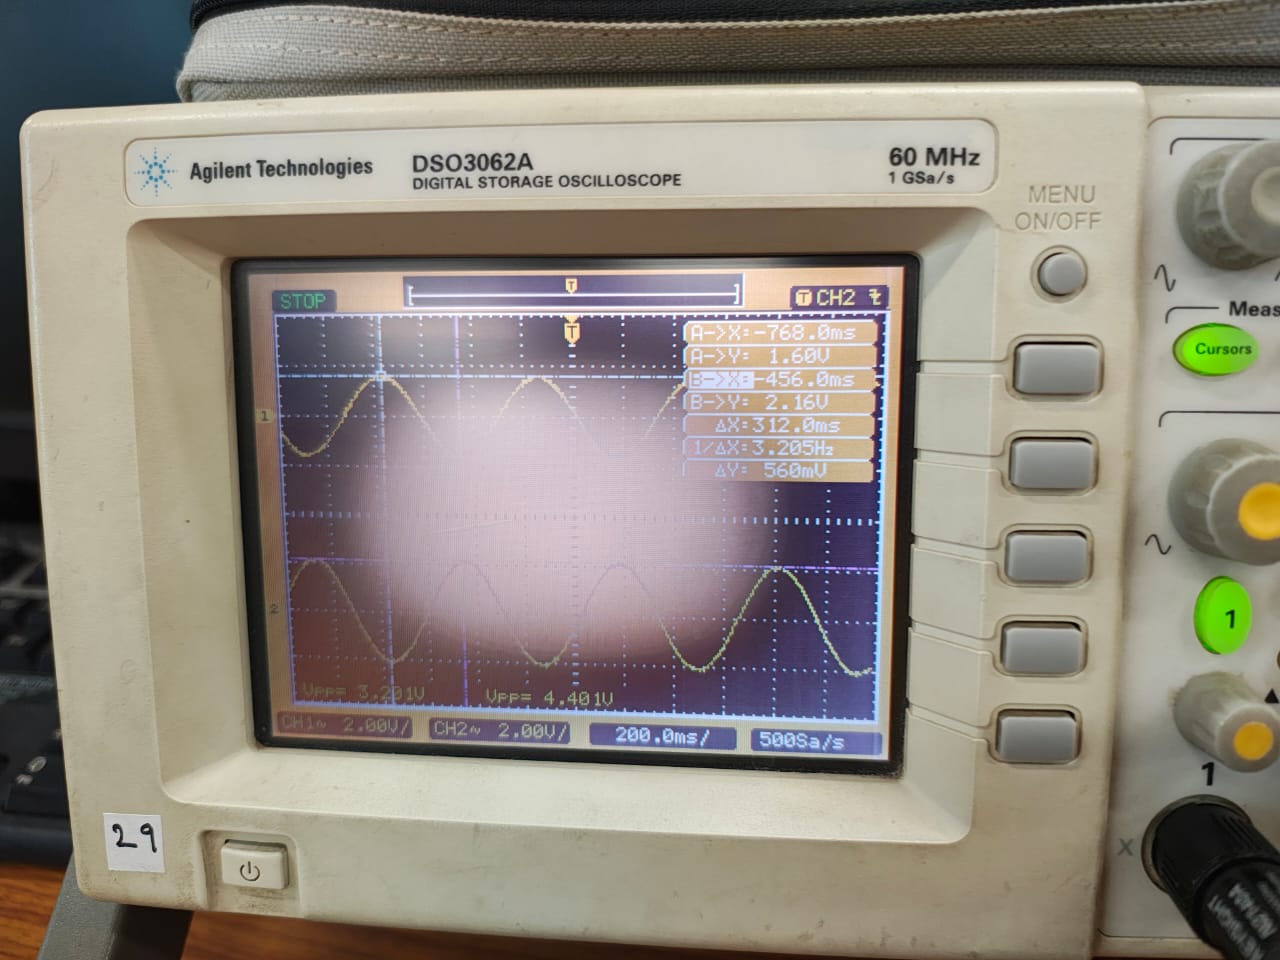 Agilent Technologies
DSO3062A
DIGITAL STORAGE OSCILLOSCOPE
60 MHz
1 GSa/s
MENU
ON/OFF
STOP
T
T CH2
T
A->X:-768.0ms
A->Y: 1.60V
B->X:-456.0ms
B->Y: 2.16V
ΔX:312.0ms
1/ΔX:3.205Hz
ΔY: 560mV
1
2
Vpp= 3.201V Vpp= 4.401V
CH1~ 2.00V/ CH2~ 2.00V/ 200.0ms/ 500Sa/s
29
Meas
Cursors
1
1
X